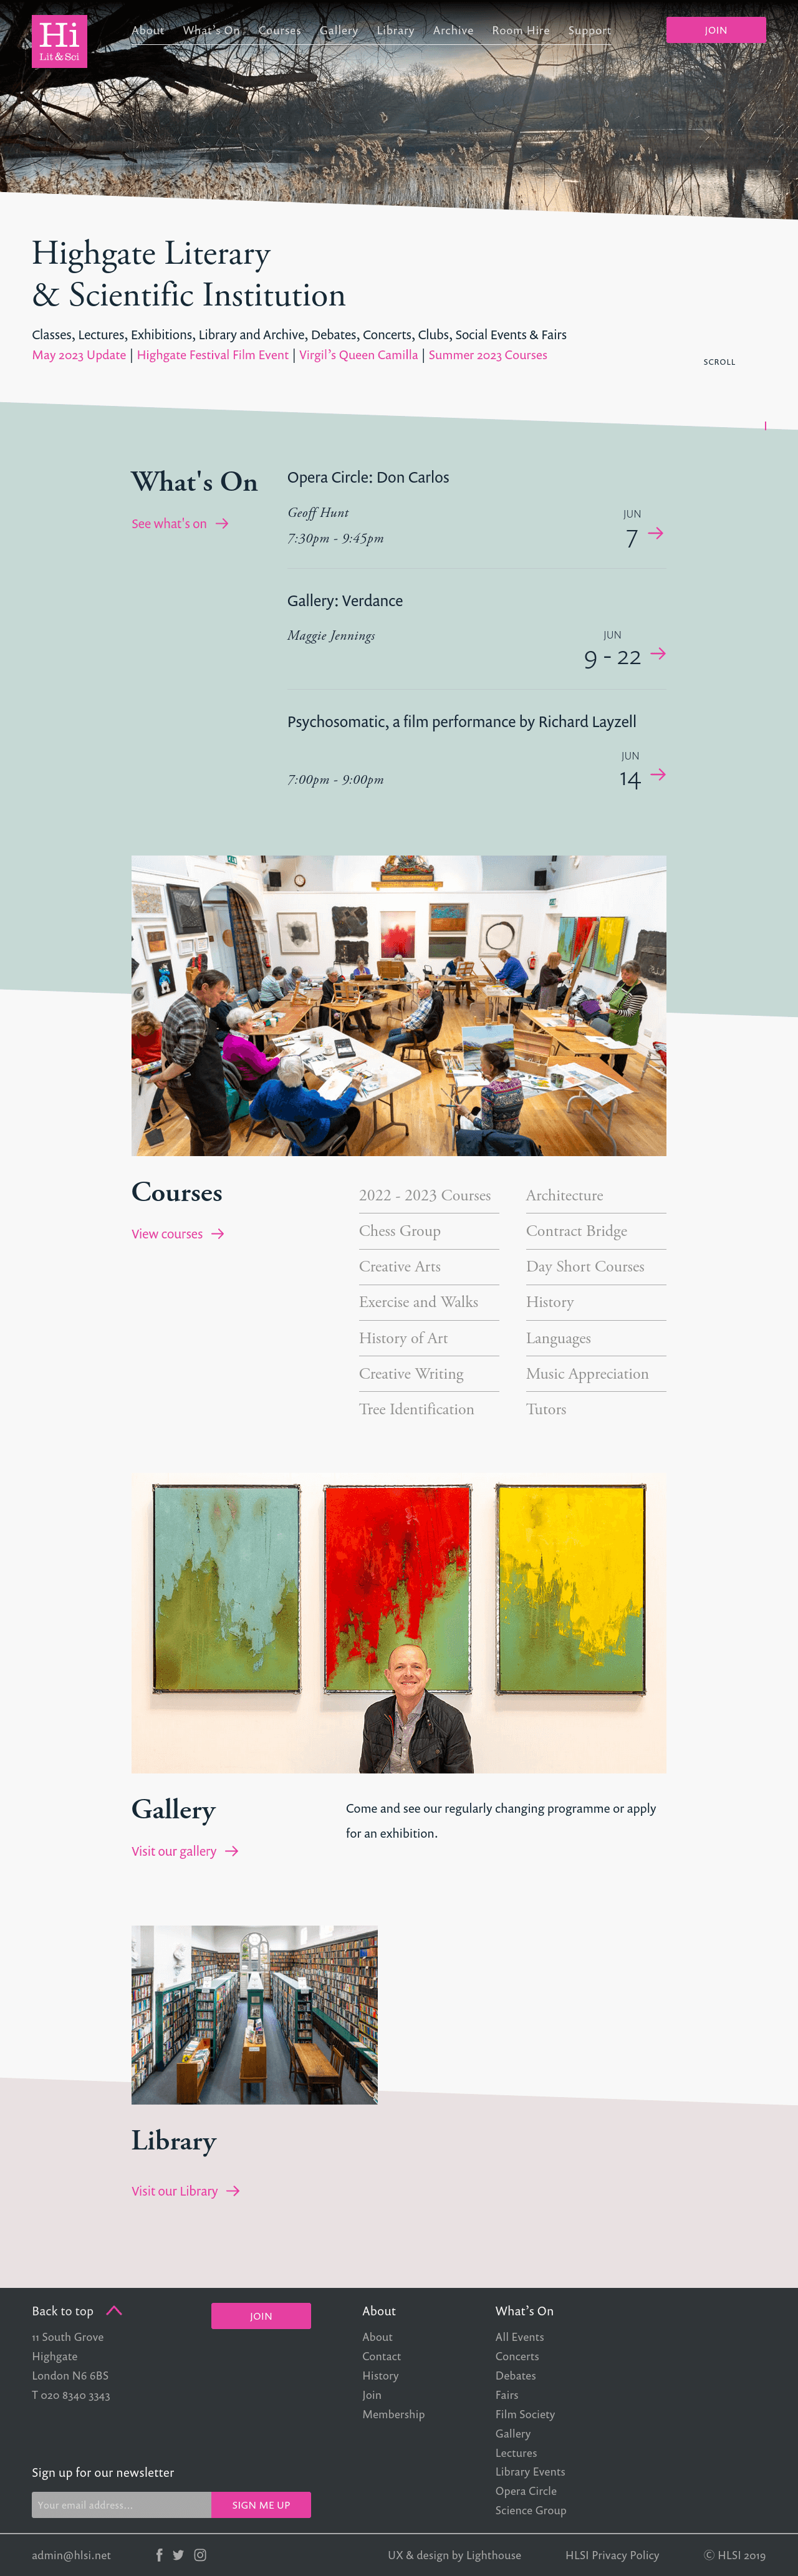 Hi
Lit & Sci
About What's On Courses Gallery Library Archive Room Hire Support
JOIN
Highgate Literary
& Scientific Institution
Classes, Lectures, Exhibitions, Library and Archive, Debates, Concerts, Clubs, Social Events & Fairs
May 2023 Update | Highgate Festival Film Event | Virgil's Queen Camilla | Summer 2023 Courses
SCROLL
What's On
See what's on
Opera Circle: Don Carlos
Geoff Hunt
7:30pm - 9:45pm
JUN
7
Gallery: Verdance
Maggie Jennings
JUN
9 - 22
Psychosomatic, a film performance by Richard Layzell
7:00pm - 9:00pm
JUN
14
Courses
View courses
2022 - 2023 Courses
Chess Group
Creative Arts
Exercise and Walks
History of Art
Creative Writing
Tree Identification
Architecture
Contract Bridge
Day Short Courses
History
Languages
Music Appreciation
Tutors
Gallery
Visit our gallery
Come and see our regularly changing programme or apply
for an exhibition.
Library
Visit our Library
Back to top
11 South Grove
Highgate
London N6 6BS
T 020 8340 3343
JOIN
Sign up for our newsletter
Your email address...
SIGN ME UP
About
About
Contact
History
Join
Membership
What's On
All Events
Concerts
Debates
Fairs
Film Society
Gallery
Lectures
Library Events
Opera Circle
Science Group
admin@hlsi.net
UX & design by Lighthouse
HLSI Privacy Policy
© HLSI 2019